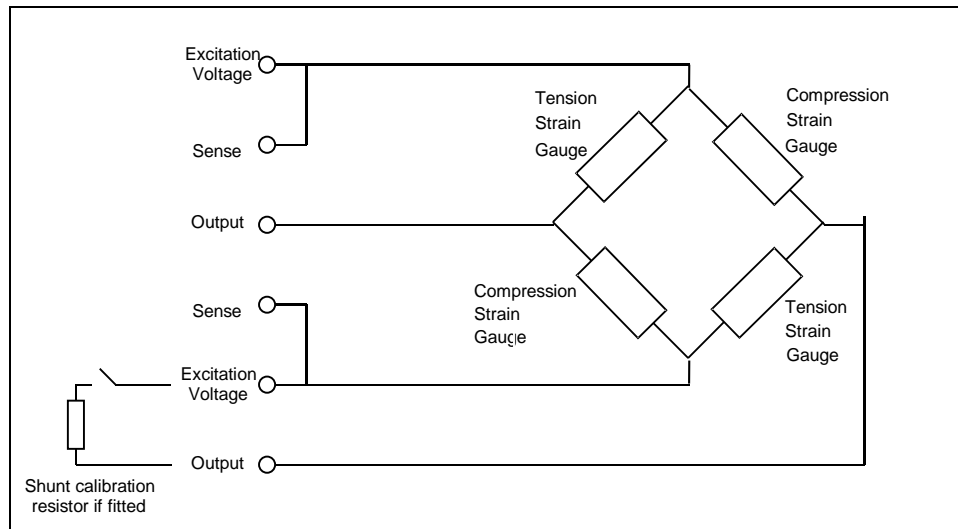 Excitation
Voltage
Tension
Strain
Gauge
Compression
Strain
Gauge
Sense
Output
Sense
Compression
Strain
Gauge
Tension
Strain
Gauge
Excitation
Voltage
Output
Shunt calibration
resistor if fitted